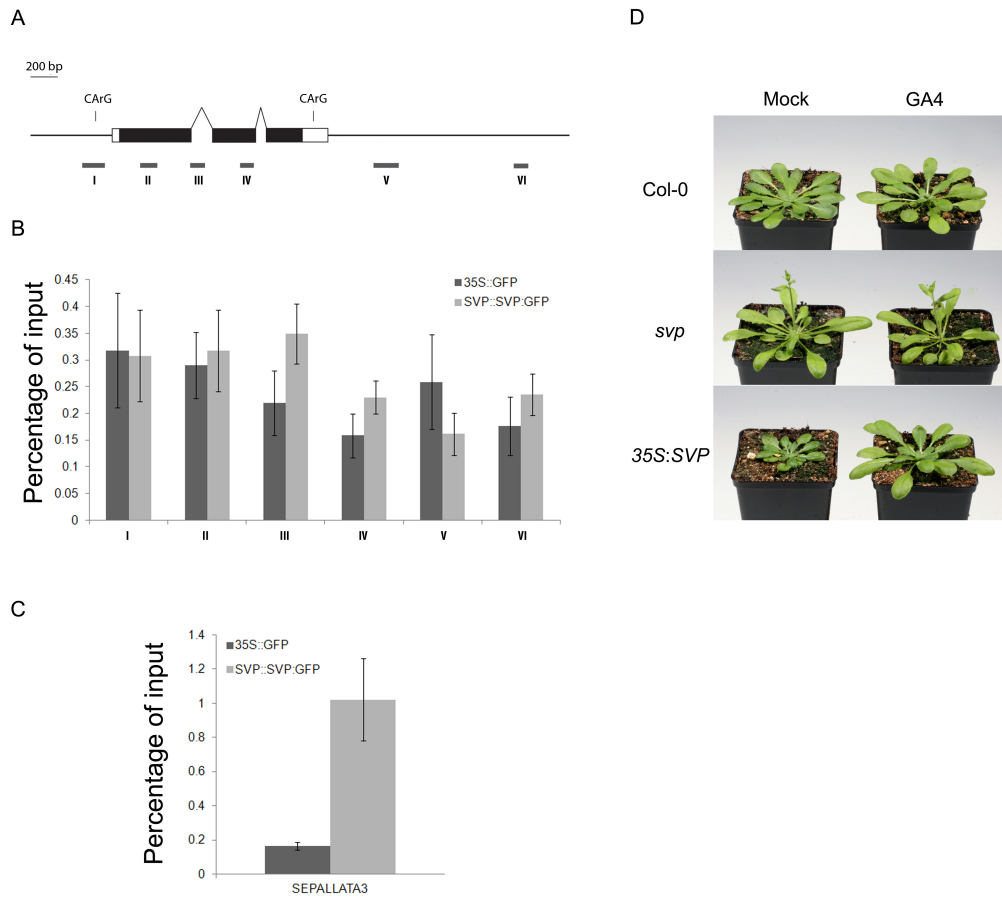 A
200 bp
CArG
CArG
I
II
III
IV
V
VI
B
Percentage of input
0.45
0.4
0.35
0.3
0.25
0.2
0.15
0.1
0.05
0
35S::GFP
SVP::SVP:GFP
I
II
III
IV
V
VI
C
Percentage of input
1.4
1.2
1
0.8
0.6
0.4
0.2
0
35S::GFP
SVP::SVP:GFP
SEPALLATA3
D
Mock
GA4
Col-0
svp
35S:SVP